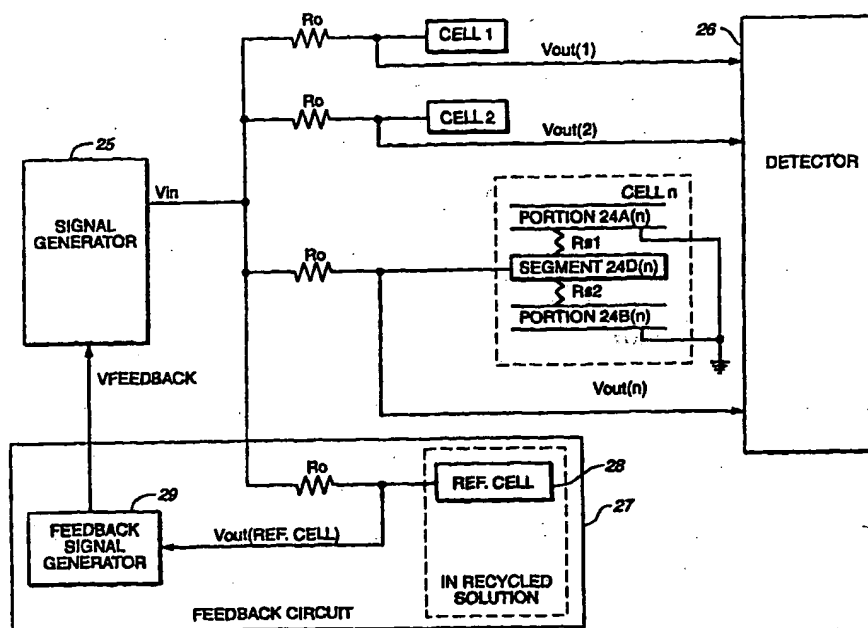 Ro
CELL 1
Vout(1)
26
Ro
CELL 2
Vout(2)
DETECTOR
25
Vin
SIGNAL
GENERATOR
CELL n
PORTION 24A(n)
Rs1
Ro
SEGMENT 24D(n)
Rs2
PORTION 24B(n)
VFEEDBACK
Vout(n)
Ro
REF. CELL
28
27
29
FEEDBACK
SIGNAL
GENERATOR
Vout(REF. CELL)
IN RECYCLED
SOLUTION
FEEDBACK CIRCUIT